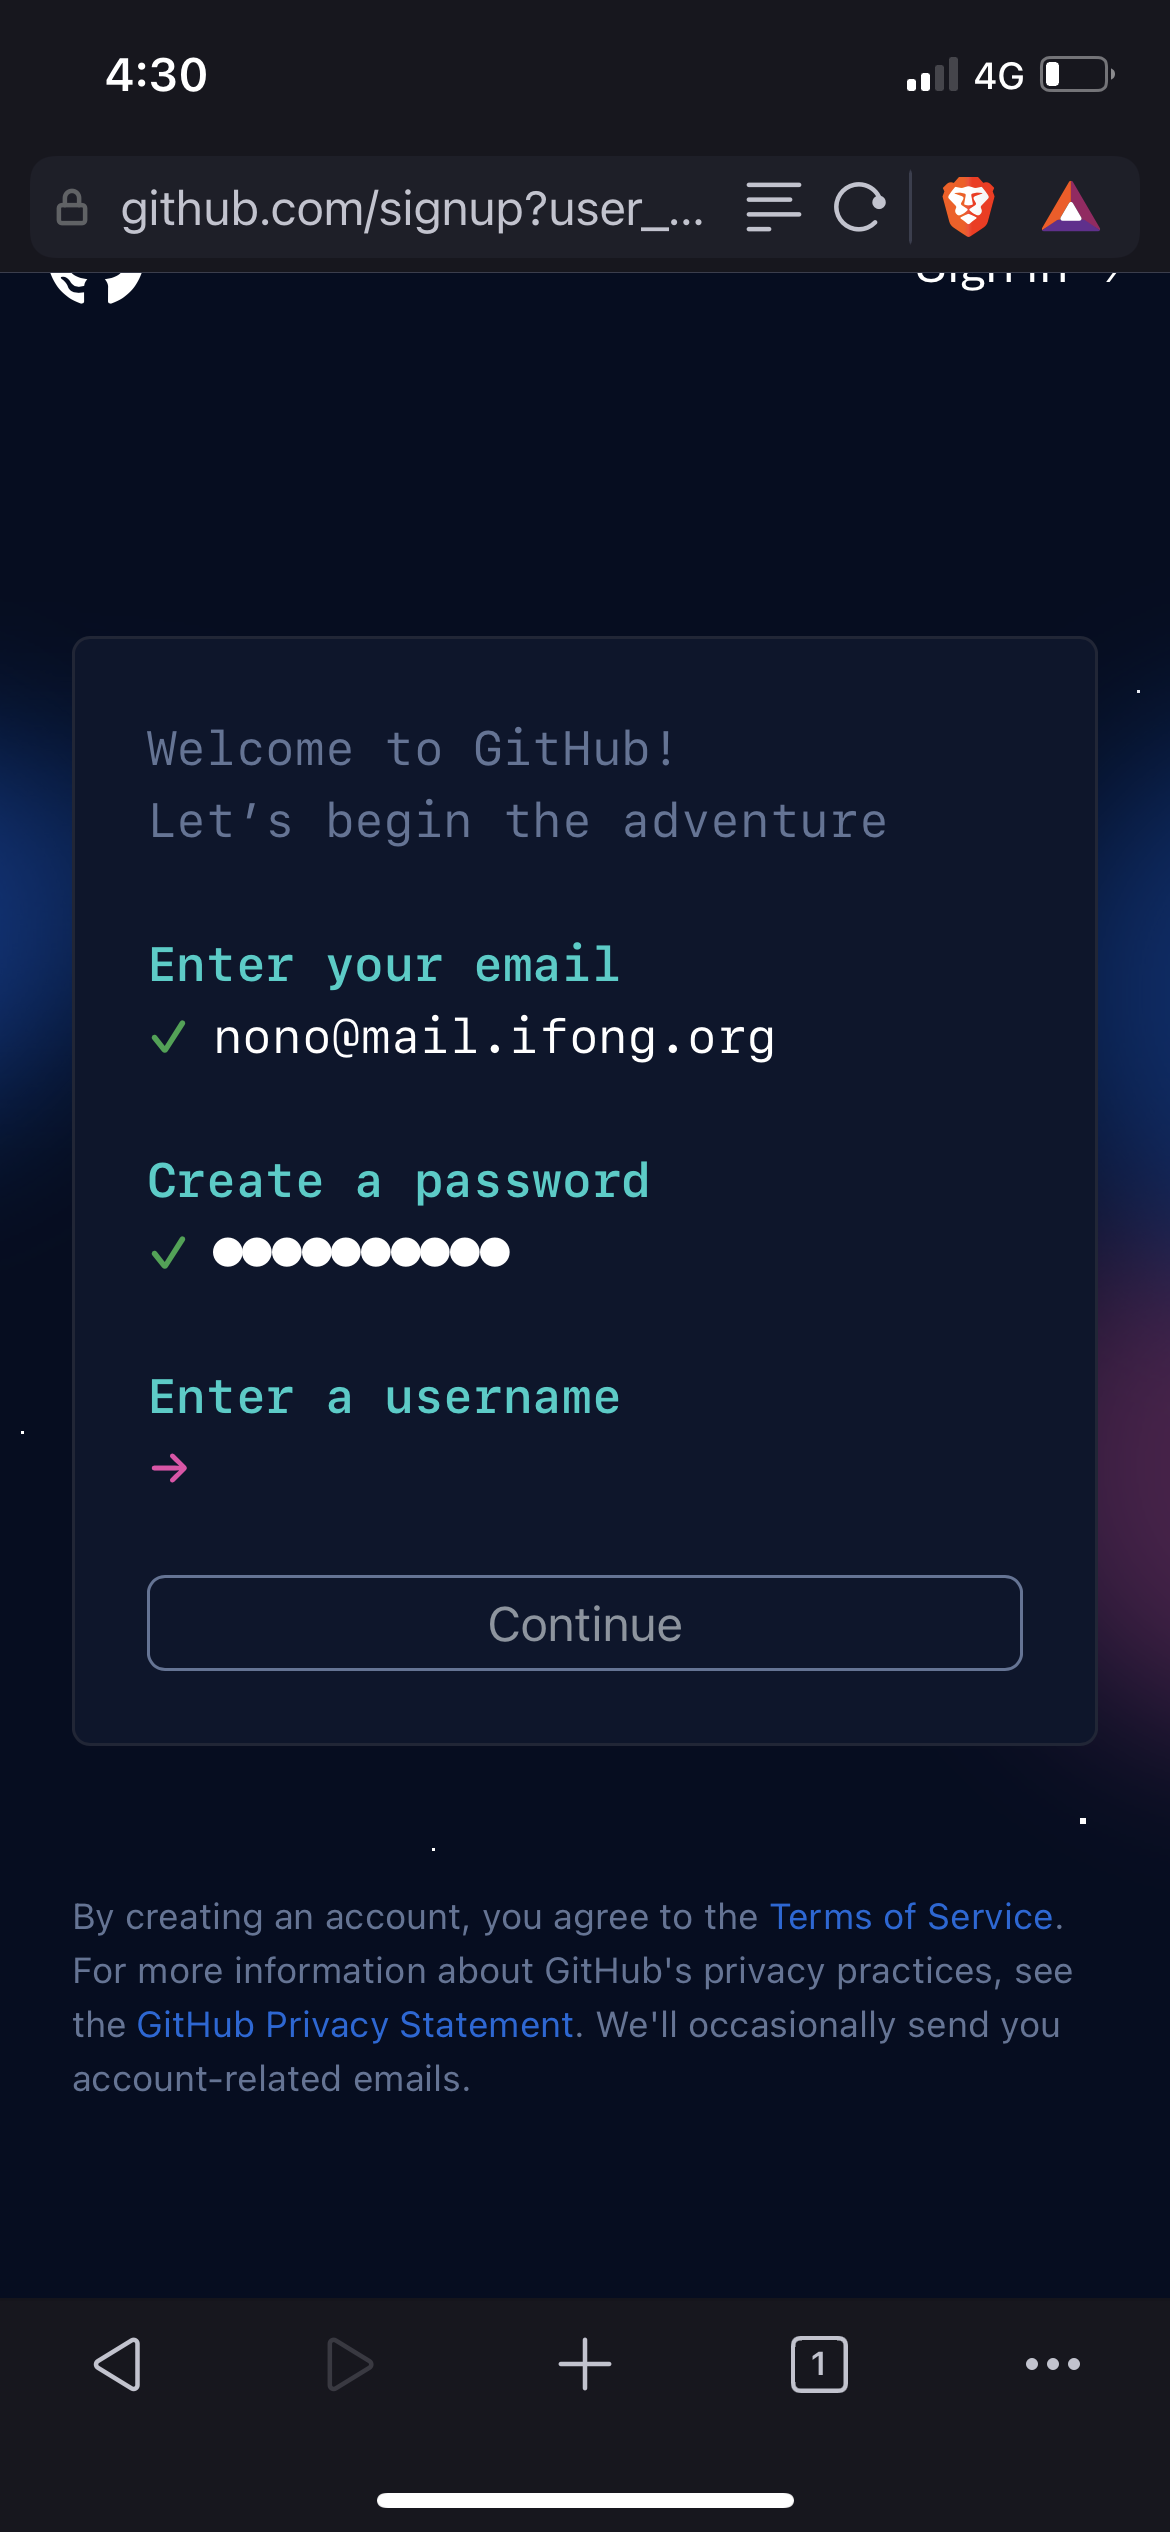 4:30
4G
github.com/signup?user_...
Sign in
Welcome to GitHub!
Let's begin the adventure
Enter your email
nono@mail.ifong.org
Create a password
Enter a username
Continue
By creating an account, you agree to the Terms of Service.
For more information about GitHub's privacy practices, see
the GitHub Privacy Statement. We'll occasionally send you
account-related emails.
1